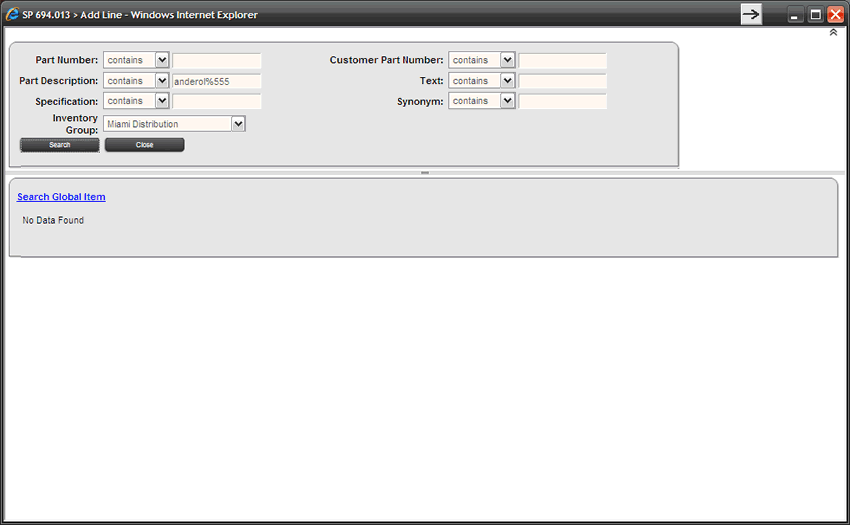 SP 694.013 > Add Line - Windows Internet Explorer
Part Number: contains Customer Part Number: contains
Part Description: contains anderol%555 Text: contains
Specification: contains Synonym: contains
Inventory
Group: Miami Distribution
Search Close
Search Global Item
No Data Found